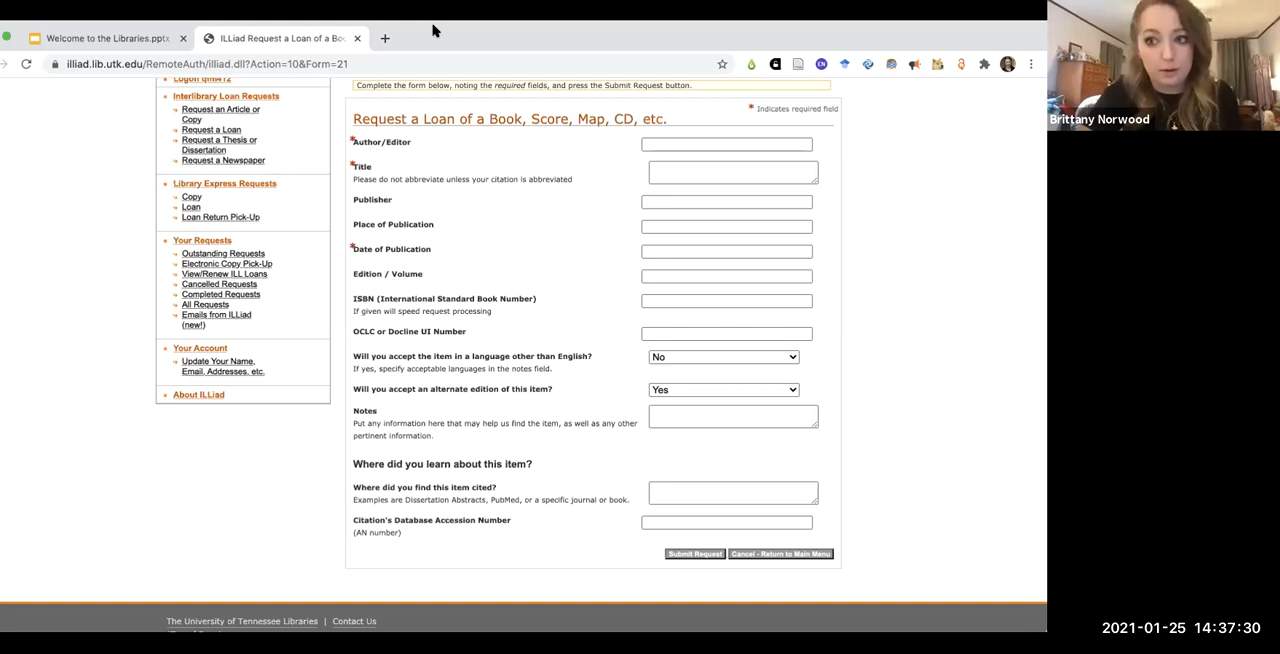 Welcome to the Libraries.pptx
ILLiad Request a Loan of a Bo
illiad.lib.utk.edu/RemoteAuth/illiad.dll?Action=10&Form=21
Brittany Norwood
Interlibrary Loan Requests
Request an Article or
Copy
Request a Loan
Request a Thesis or
Dissertation
Request a Newspaper
Library Express Requests
Copy
Loan
Loan Return Pick-Up
Your Requests
Outstanding Requests
Electronic Copy Pick-Up
View/Renew ILL Loans
Cancelled Requests
Completed Requests
All Requests
Emails from ILLiad
(new!)
Your Account
Update Your Name,
Email, Addresses, etc.
About ILLiad
Complete the form below, noting the required fields, and press the Submit Request button.
* Indicates required field
Request a Loan of a Book, Score, Map, CD, etc.
*Author/Editor
*Title
Please do not abbreviate unless your citation is abbreviated
Publisher
Place of Publication
*Date of Publication
Edition / Volume
ISBN (International Standard Book Number)
If given will speed request processing
OCLC or Docline UI Number
Will you accept the item in a language other than English?
No
If yes, specify acceptable languages in the notes field.
Will you accept an alternate edition of this item?
Yes
Notes
Put any information here that may help us find the item, as well as any other
pertinent information.
Where did you learn about this item?
Where did you find this item cited?
Examples are Dissertation Abstracts, PubMed, or a specific journal or book.
Citation's Database Accession Number
(AN number)
Submit Request Cancel - Return to Main Menu
The University of Tennessee Libraries | Contact Us
2021-01-25 14:37:30